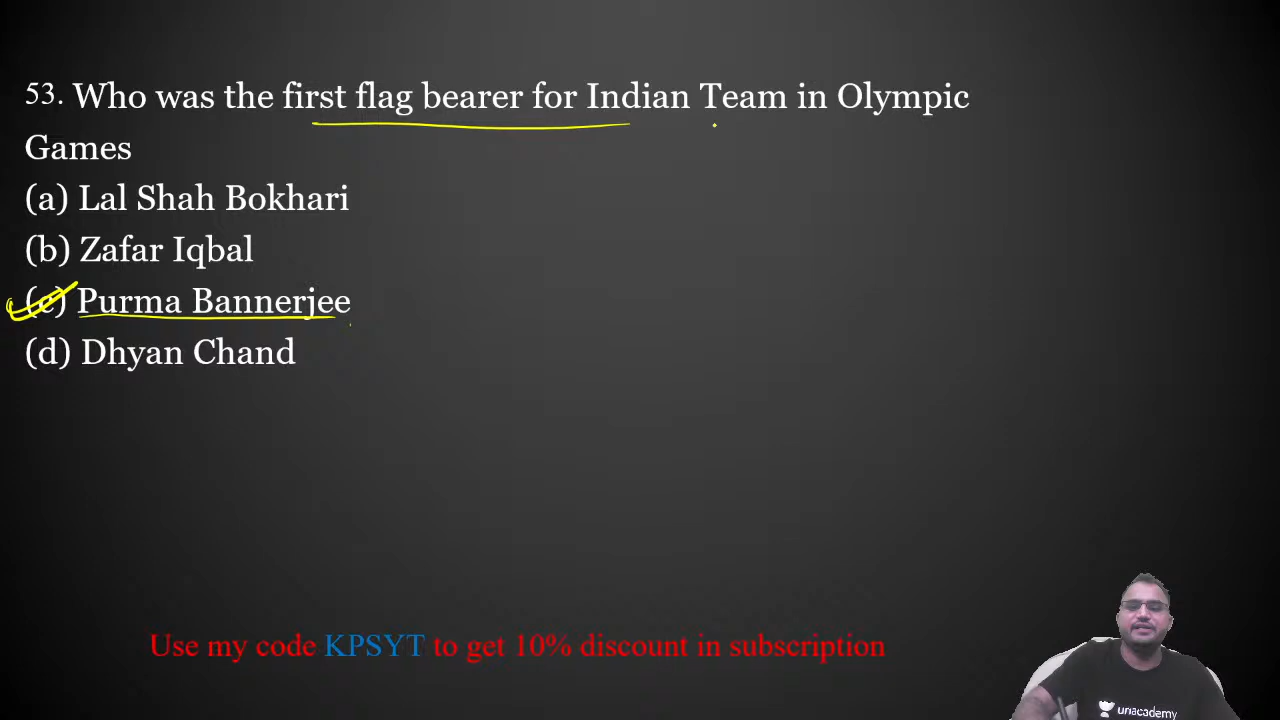 53. Who was the first flag bearer for Indian Team in Olympic
Games
(a) Lal Shah Bokhari
(b) Zafar Iqbal
(c) Purma Bannerjee
(d) Dhyan Chand
Use my code KPSYT to get 10% discount in subscription
unacademy